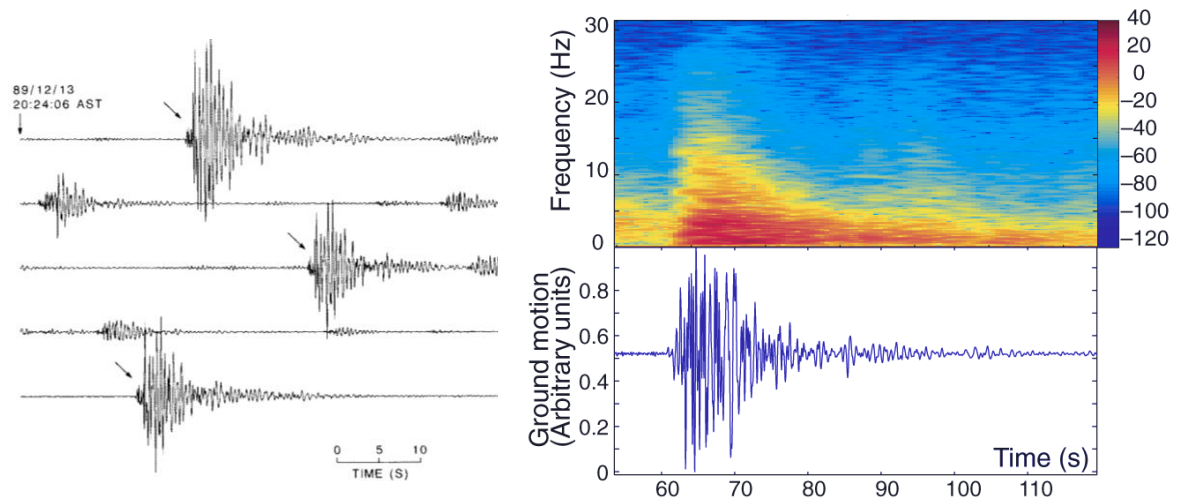 89/12/13
20:24:06 AST
0 5 10
TIME (S)
Frequency (Hz)
30
20
10
0
40
20
0
–20
–40
–60
–80
–100
–120
Ground motion
(Arbitrary units)
0.8
0.6
0.4
0.2
0
Time (s)
60 70 80 90 100 110